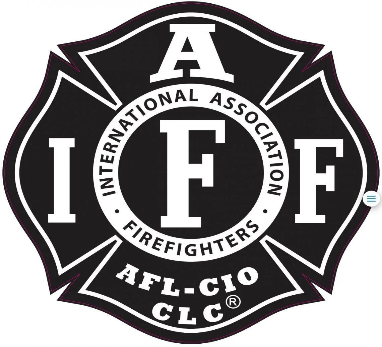 A
INTERNATIONAL ASSOCIATION
I F F
· FIREFIGHTERS ·
AFL-CIO
CLC®